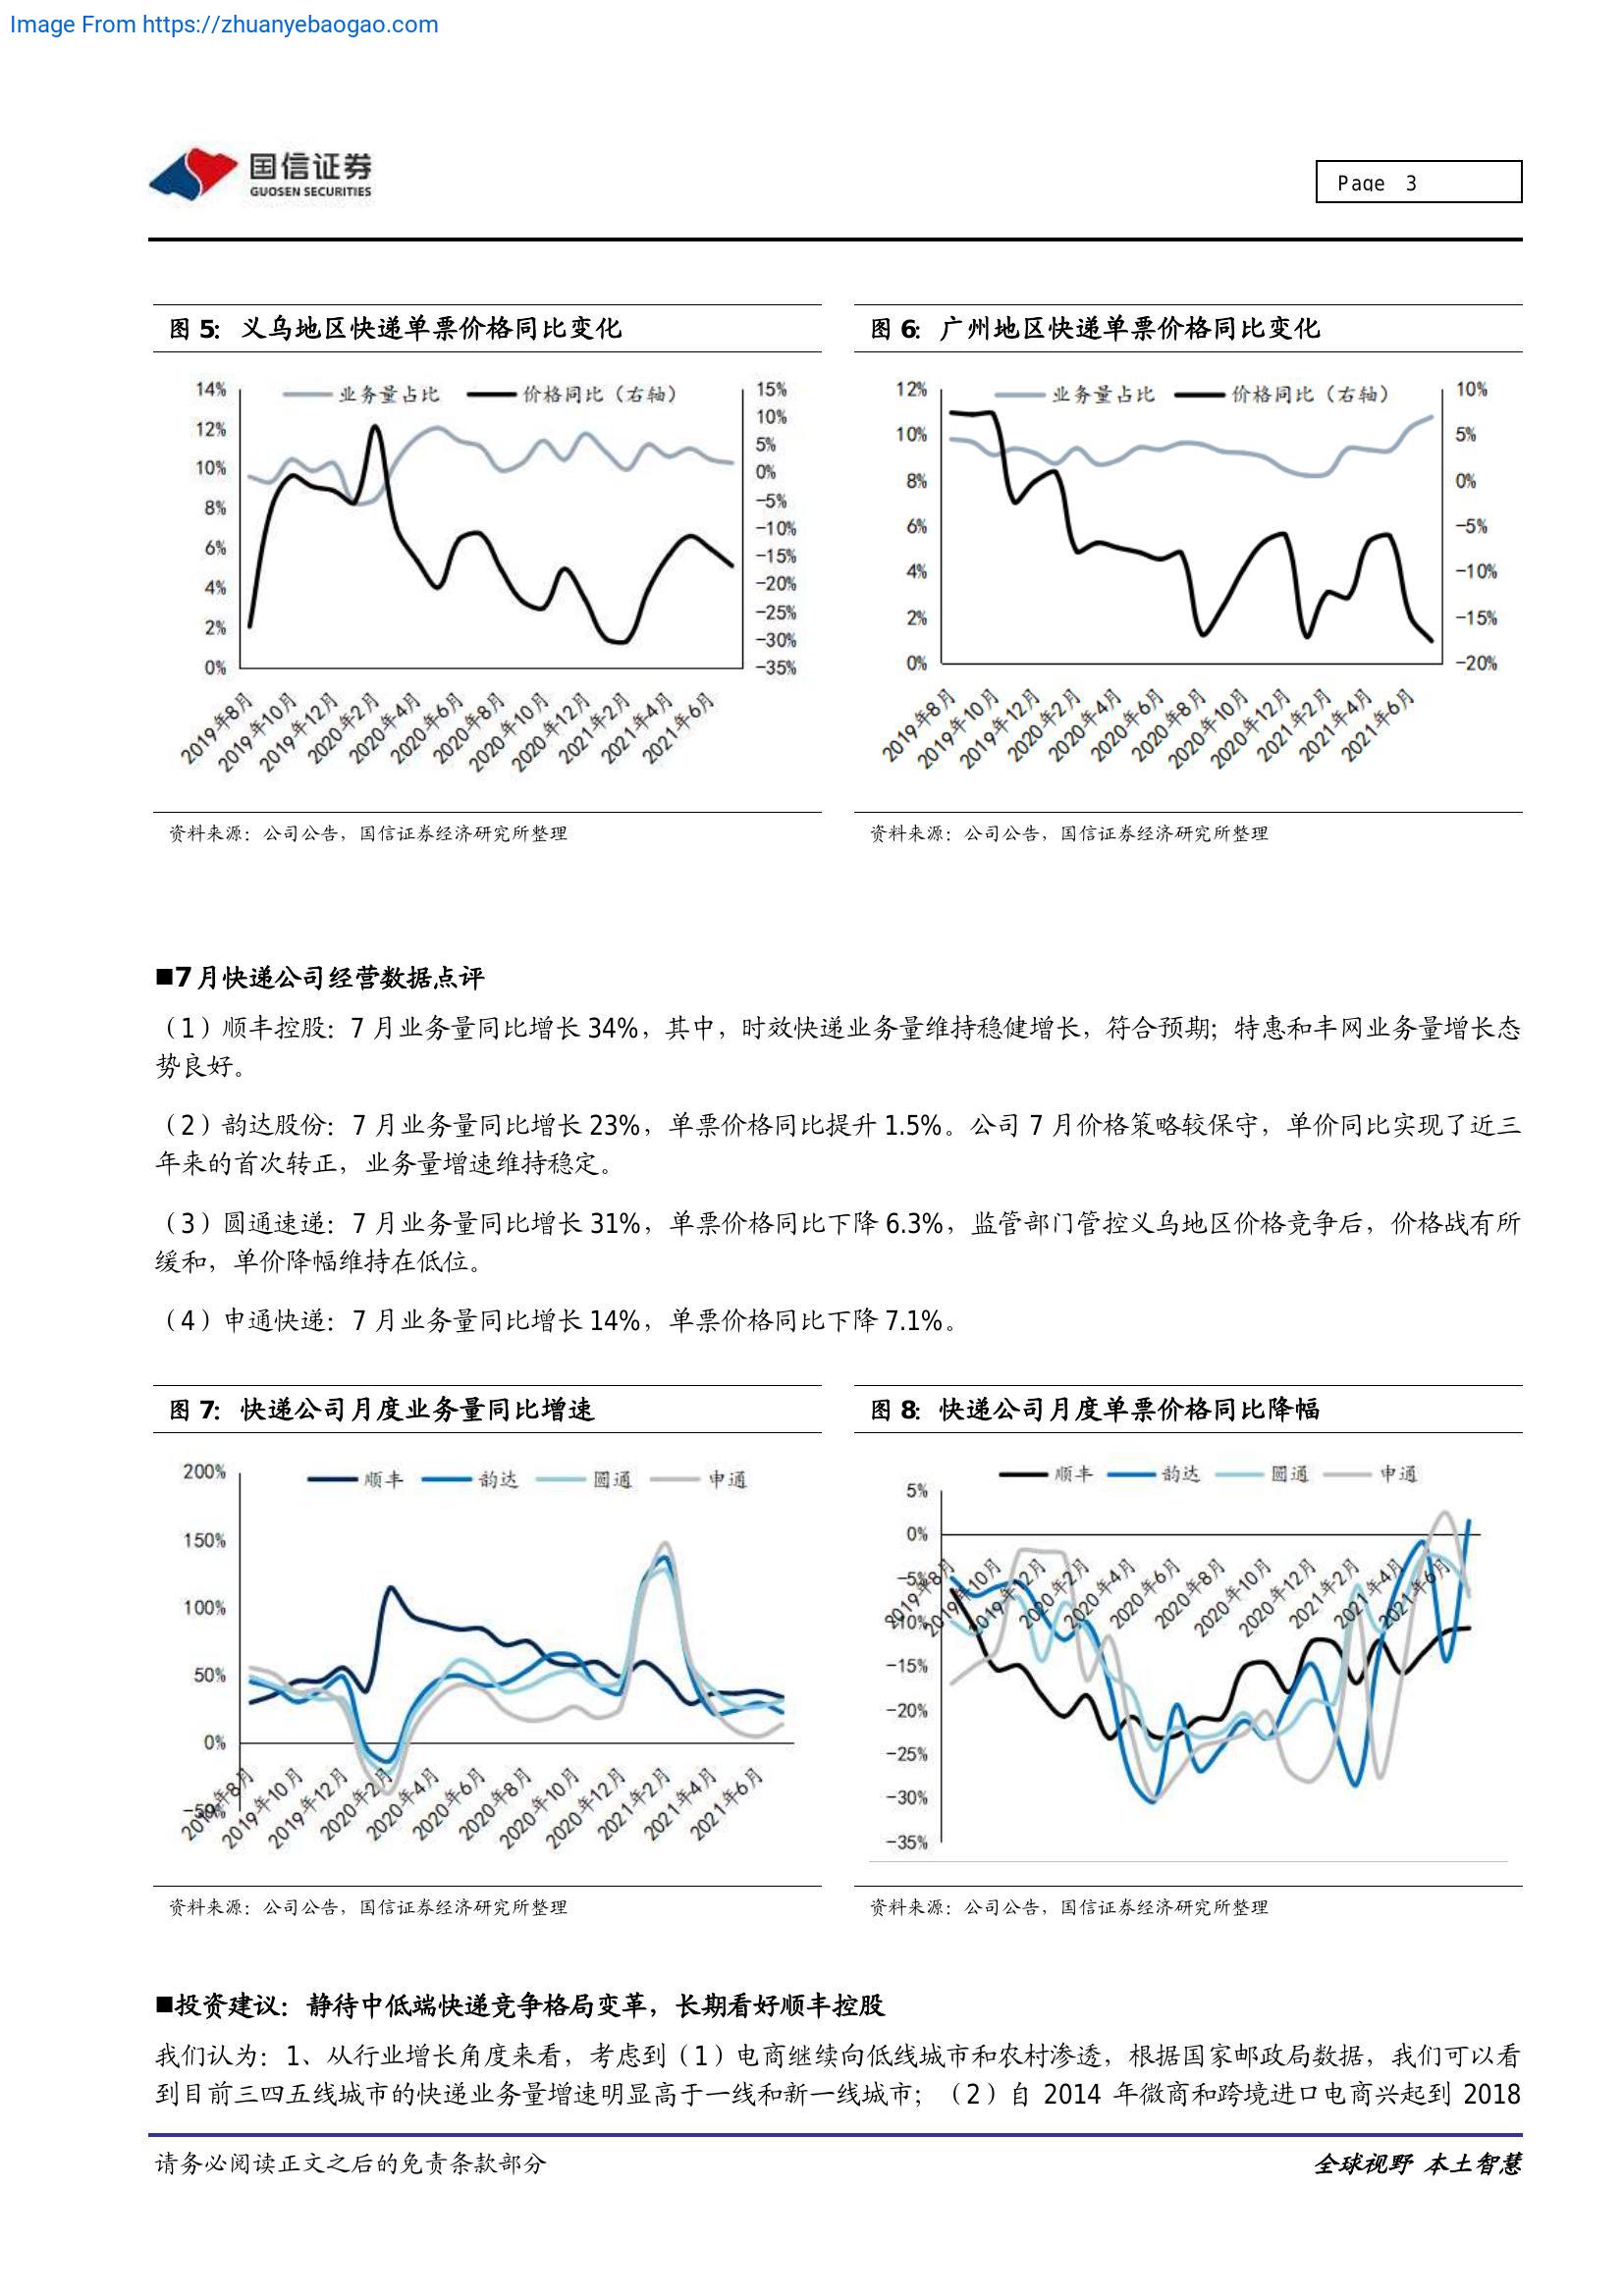 Image From https://zhuanyebaogao.com
国信证券
GUOSEN SECURITIES
Page 3
图 5：义乌地区快递单票价格同比变化
14%
12%
10%
8%
6%
4%
2%
0%
业务量占比
价格同比（右轴）
15%
10%
5%
0%
-5%
-10%
-15%
-20%
-25%
-30%
-35%
2019年8月
2019年10月
2019年12月
2020年2月
2020年4月
2020年6月
2020年8月
2020年10月
2020年12月
2021年2月
2021年4月
2021年6月
资料来源：公司公告，国信证券经济研究所整理
图 6：广州地区快递单票价格同比变化
12%
10%
8%
6%
4%
2%
0%
业务量占比
价格同比（右轴）
10%
5%
0%
-5%
-10%
-15%
-20%
2019年8月
2019年10月
2019年12月
2020年2月
2020年4月
2020年6月
2020年8月
2020年10月
2020年12月
2021年2月
2021年4月
2021年6月
资料来源：公司公告，国信证券经济研究所整理
■7月快递公司经营数据点评
（1）顺丰控股：7 月业务量同比增长 34%，其中，时效快递业务量维持稳健增长，符合预期；特惠和丰网业务量增长态
势良好。
（2）韵达股份：7 月业务量同比增长 23%，单票价格同比提升 1.5%。公司 7 月价格策略较保守，单价同比实现了近三
年来的首次转正，业务量增速维持稳定。
（3）圆通速递：7 月业务量同比增长 31%，单票价格同比下降 6.3%，监管部门管控义乌地区价格竞争后，价格战有所
缓和，单价降幅维持在低位。
（4）申通快递：7 月业务量同比增长 14%，单票价格同比下降 7.1%。
图 7：快递公司月度业务量同比增速
200%
150%
100%
50%
0%
-50%
顺丰
韵达
圆通
申通
2019年8月
2019年10月
2019年12月
2020年2月
2020年4月
2020年6月
2020年8月
2020年10月
2020年12月
2021年2月
2021年4月
2021年6月
资料来源：公司公告，国信证券经济研究所整理
图 8：快递公司月度单票价格同比降幅
顺丰
韵达
圆通
申通
5%
0%
-5%
-10%
-15%
-20%
-25%
-30%
-35%
2019年8月
2019年10月
2019年12月
2020年2月
2020年4月
2020年6月
2020年8月
2020年10月
2020年12月
2021年2月
2021年4月
2021年6月
资料来源：公司公告，国信证券经济研究所整理
■投资建议：静待中低端快递竞争格局变革，长期看好顺丰控股
我们认为：1、从行业增长角度来看，考虑到（1）电商继续向低线城市和农村渗透，根据国家邮政局数据，我们可以看
到目前三四五线城市的快递业务量增速明显高于一线和新一线城市；（2）自 2014 年微商和跨境进口电商兴起到 2018
请务必阅读正文之后的免责条款部分
全球视野 本土智慧